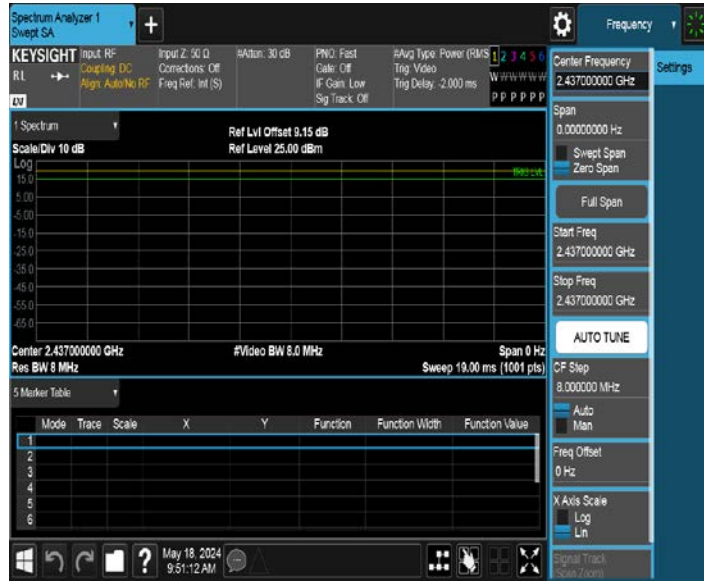 Spectrum Analyzer 1
Swept SA
+
Frequency
KEYSIGHT
RL
Input: RF
Coupling: DC
Align: Auto/No RF
Input Z: 50 Ω
Corrections: Off
Freq Ref: Int (S)
#Atten: 30 dB
PNO: Fast
Gate: Off
IF Gain: Low
Sig Track: Off
#Avg Type: Power (RMS
Trig: Video
Trig Delay: -2.000 ms
1 2 3 4 5 6
W W W W W W
P P P P P P
Center Frequency
2.437000000 GHz
Settings
Span
0.00000000 Hz
Swept Span
Zero Span
Full Span
Start Freq
2.437000000 GHz
Stop Freq
2.437000000 GHz
AUTO TUNE
CF Step
8.000000 MHz
Auto
Man
Freq Offset
0 Hz
X Axis Scale
Log
Lin
Signal Track
(Span Zoom)
1 Spectrum
Scale/Div 10 dB
Ref Lvl Offset 9.15 dB
Ref Level 25.00 dBm
Log
TRIG LVL
15.0
5.00
-5.00
-15.0
-25.0
-35.0
-45.0
-55.0
-65.0
Center 2.437000000 GHz
#Video BW 8.0 MHz
Span 0 Hz
Res BW 8 MHz
Sweep 19.00 ms (1001 pts)
5 Marker Table
Mode Trace Scale X Y Function Function Width Function Value
1
2
3
4
5
6
?
May 18, 2024
9:51:12 AM